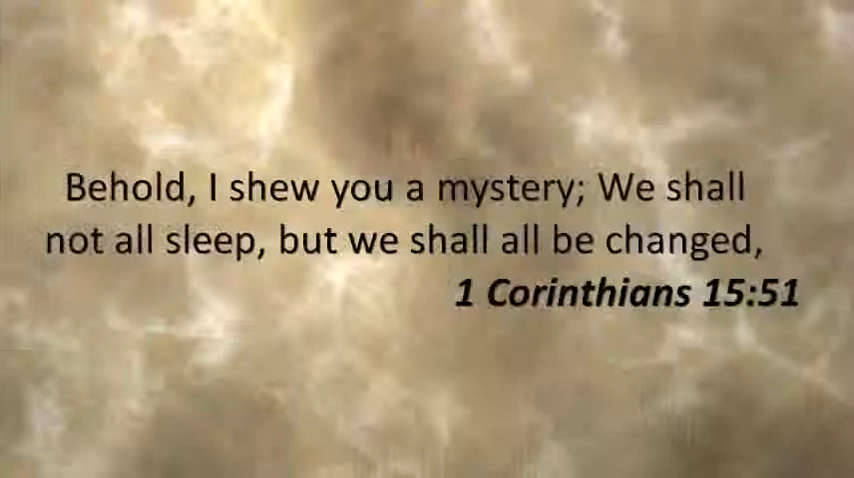 Behold, I shew you a mystery; We shall
not all sleep, but we shall all be changed,
1 Corinthians 15:51